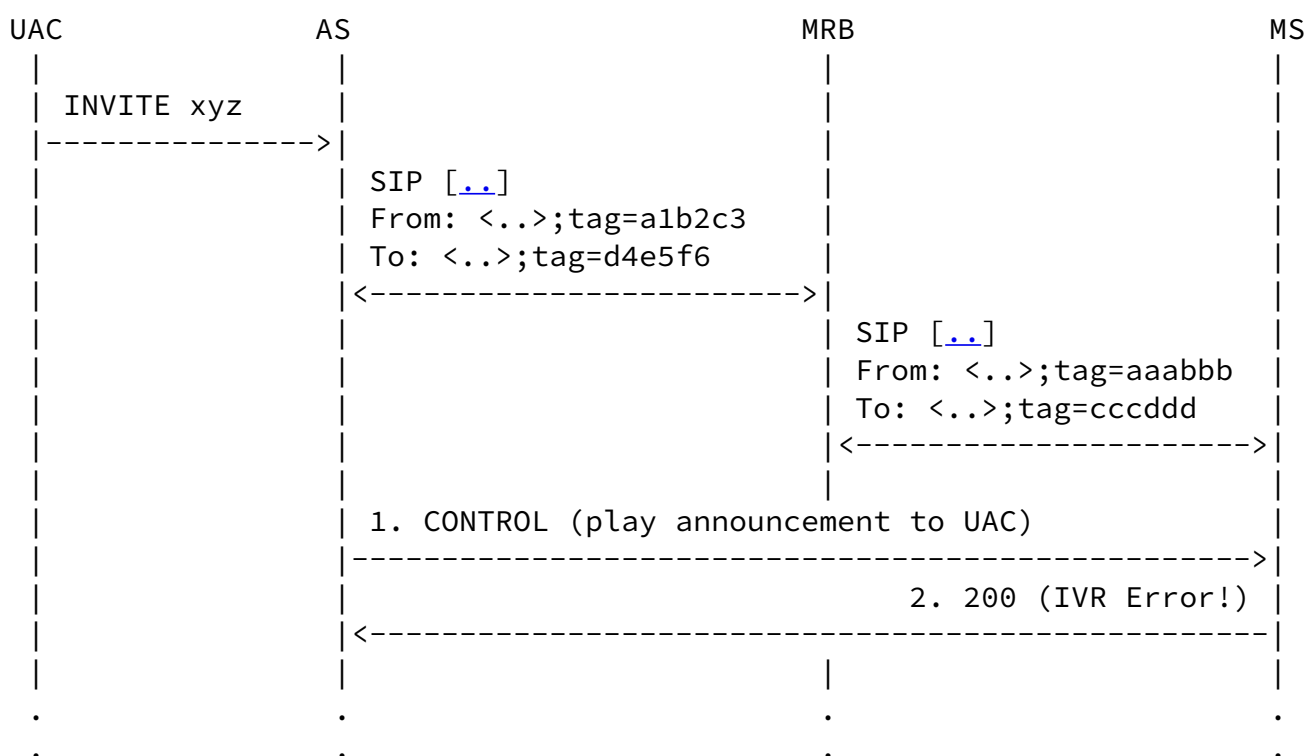 UAC AS MRB MS
INVITE xyz
SIP [..]
From: <..>;tag=a1b2c3
To: <..>;tag=d4e5f6
SIP [..]
From: <..>;tag=aaabbb
To: <..>;tag=cccddd
1. CONTROL (play announcement to UAC)
2. 200 (IVR Error!)